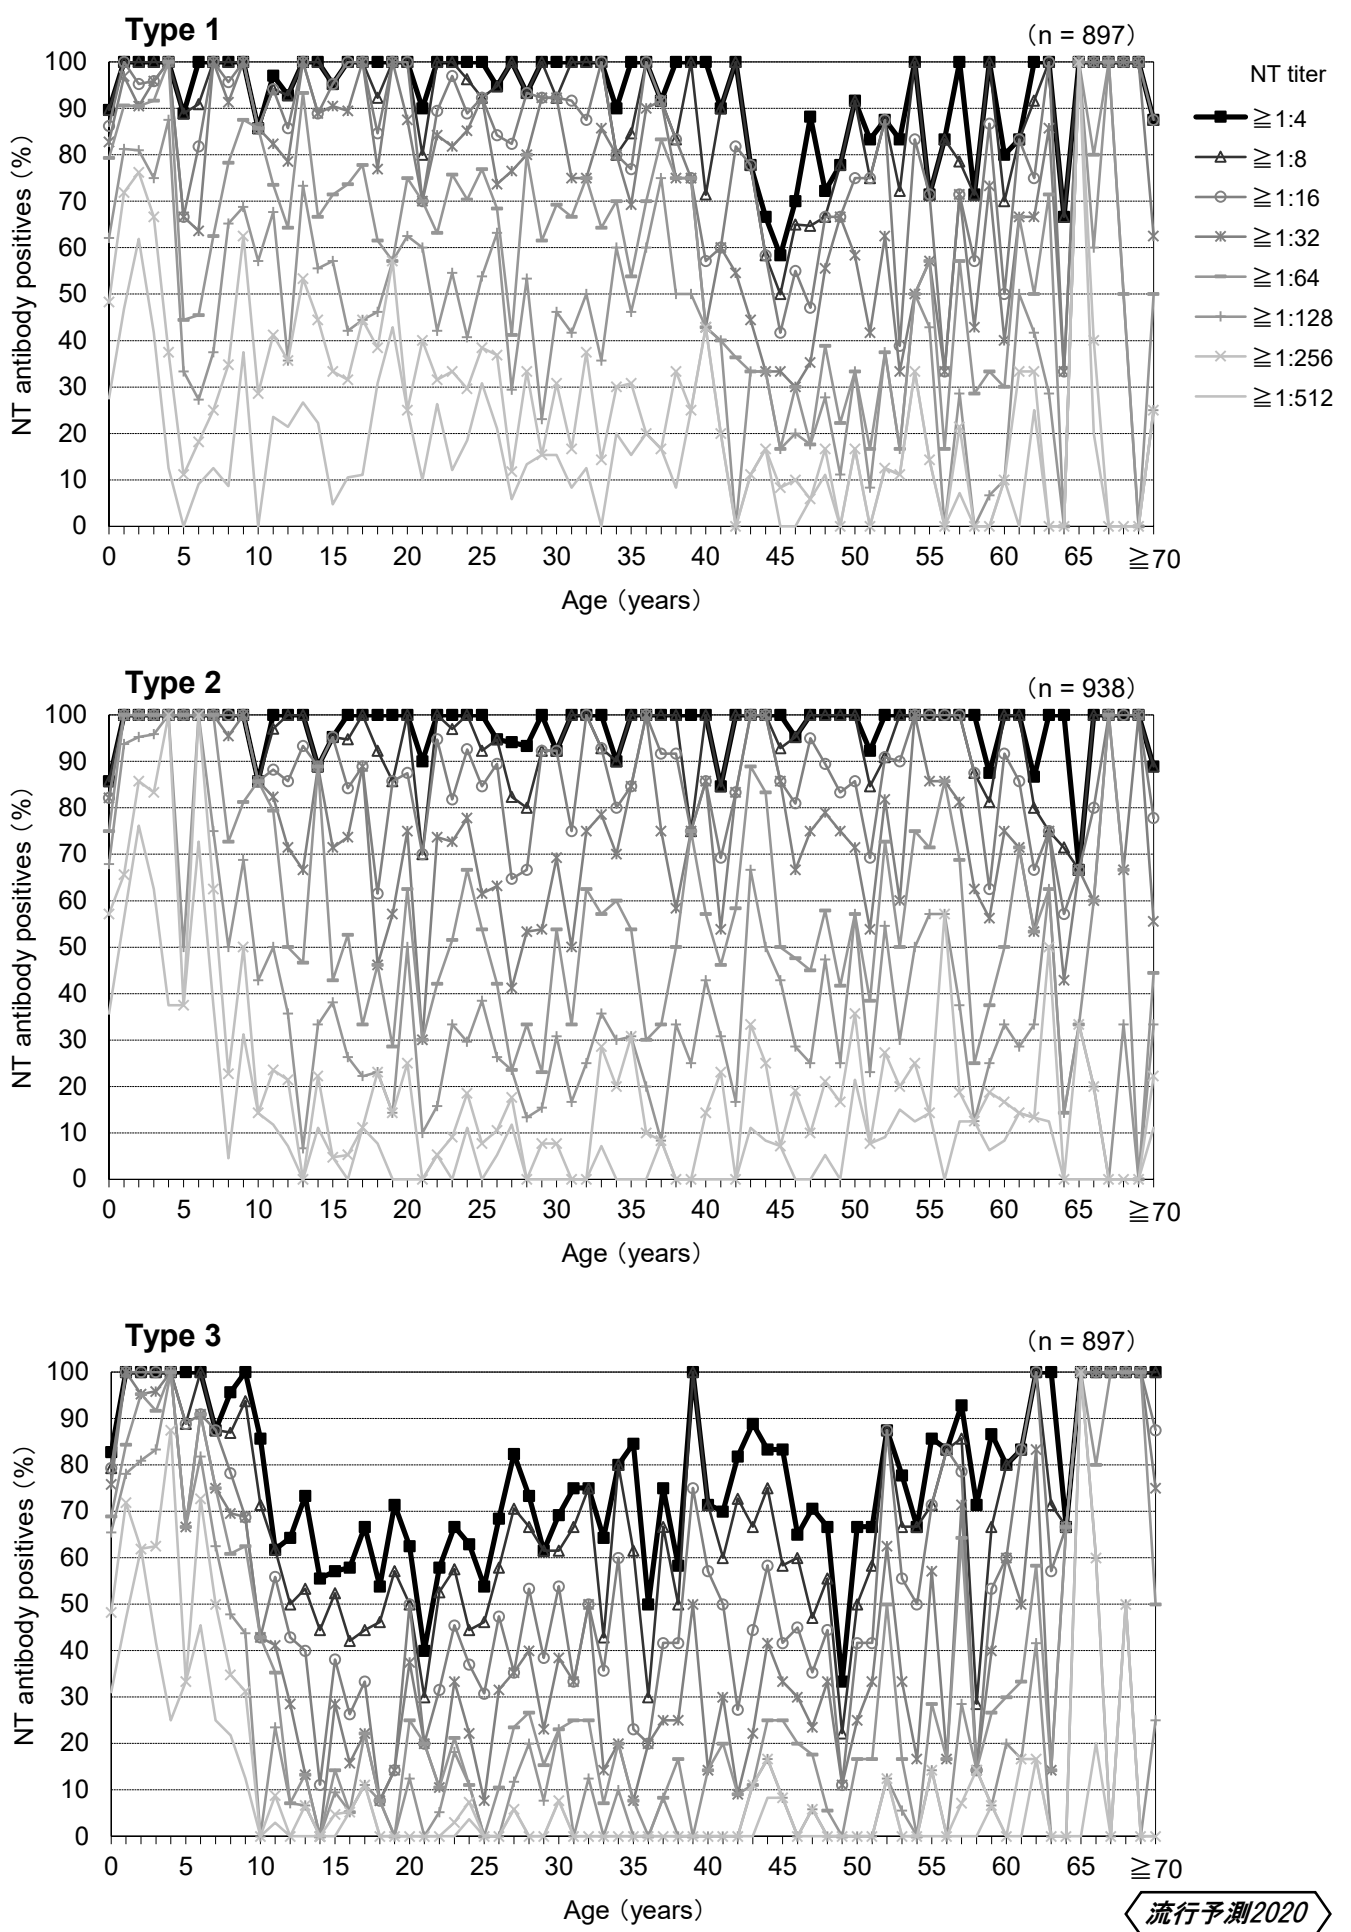 Type 1
（n = 897）
NT titer
≧1:4
≧1:8
≧1:16
≧1:32
≧1:64
≧1:128
≧1:256
≧1:512
NT antibody positives（%）
100
90
80
70
60
50
40
30
20
10
0
0 5 10 15 20 25 30 35 40 45 50 55 60 65 ≧70
Age（years）
Type 2
（n = 938）
NT antibody positives（%）
100
90
80
70
60
50
40
30
20
10
0
0 5 10 15 20 25 30 35 40 45 50 55 60 65 ≧70
Age（years）
Type 3
（n = 897）
NT antibody positives（%）
100
90
80
70
60
50
40
30
20
10
0
0 5 10 15 20 25 30 35 40 45 50 55 60 65 ≧70
Age（years）
流行予測2020